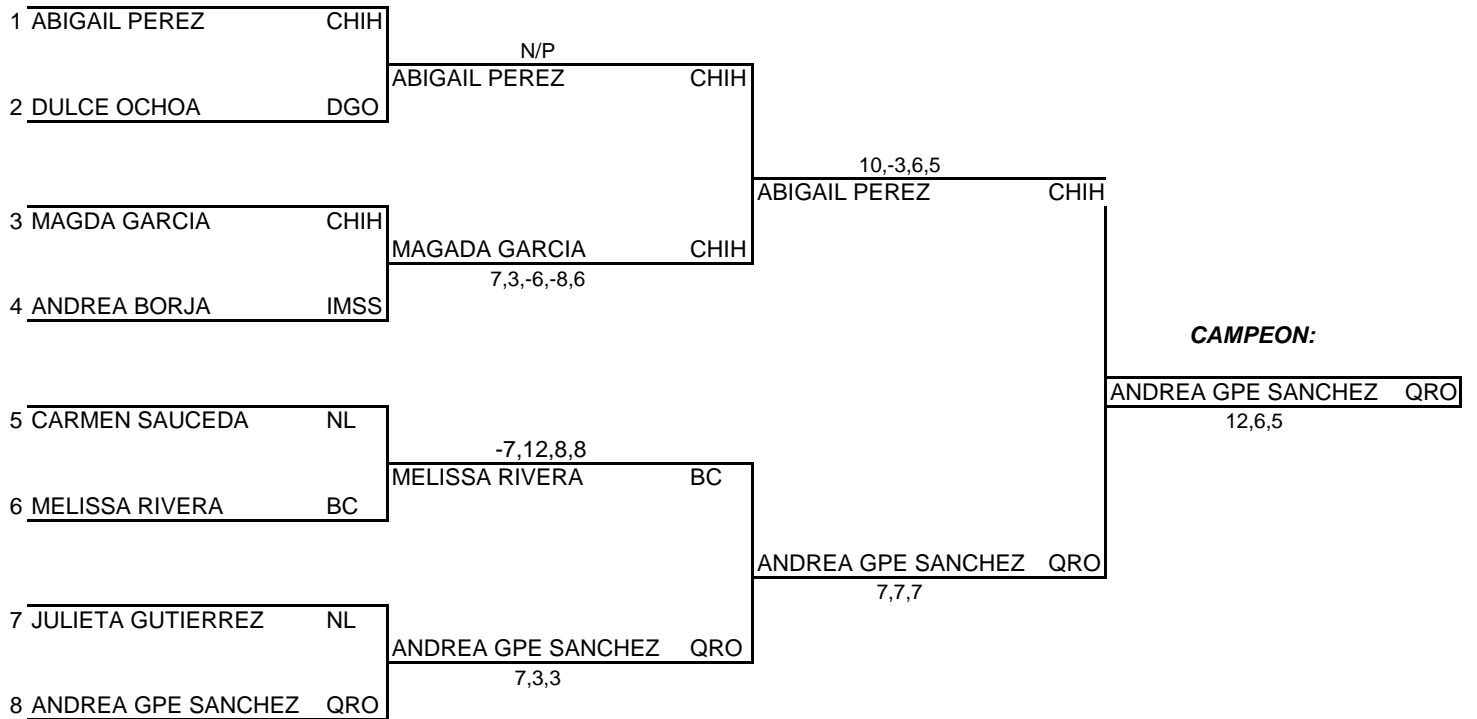 1 ABIGAIL PEREZ CHIH
N/P
ABIGAIL PEREZ CHIH
2 DULCE OCHOA DGO
10,-3,6,5
ABIGAIL PEREZ CHIH
3 MAGDA GARCIA CHIH
MAGADA GARCIA CHIH
7,3,-6,-8,6
4 ANDREA BORJA IMSS
CAMPEON:
ANDREA GPE SANCHEZ QRO
12,6,5
5 CARMEN SAUCEDA NL
-7,12,8,8
MELISSA RIVERA BC
6 MELISSA RIVERA BC
ANDREA GPE SANCHEZ QRO
7,7,7
7 JULIETA GUTIERREZ NL
ANDREA GPE SANCHEZ QRO
7,3,3
8 ANDREA GPE SANCHEZ QRO